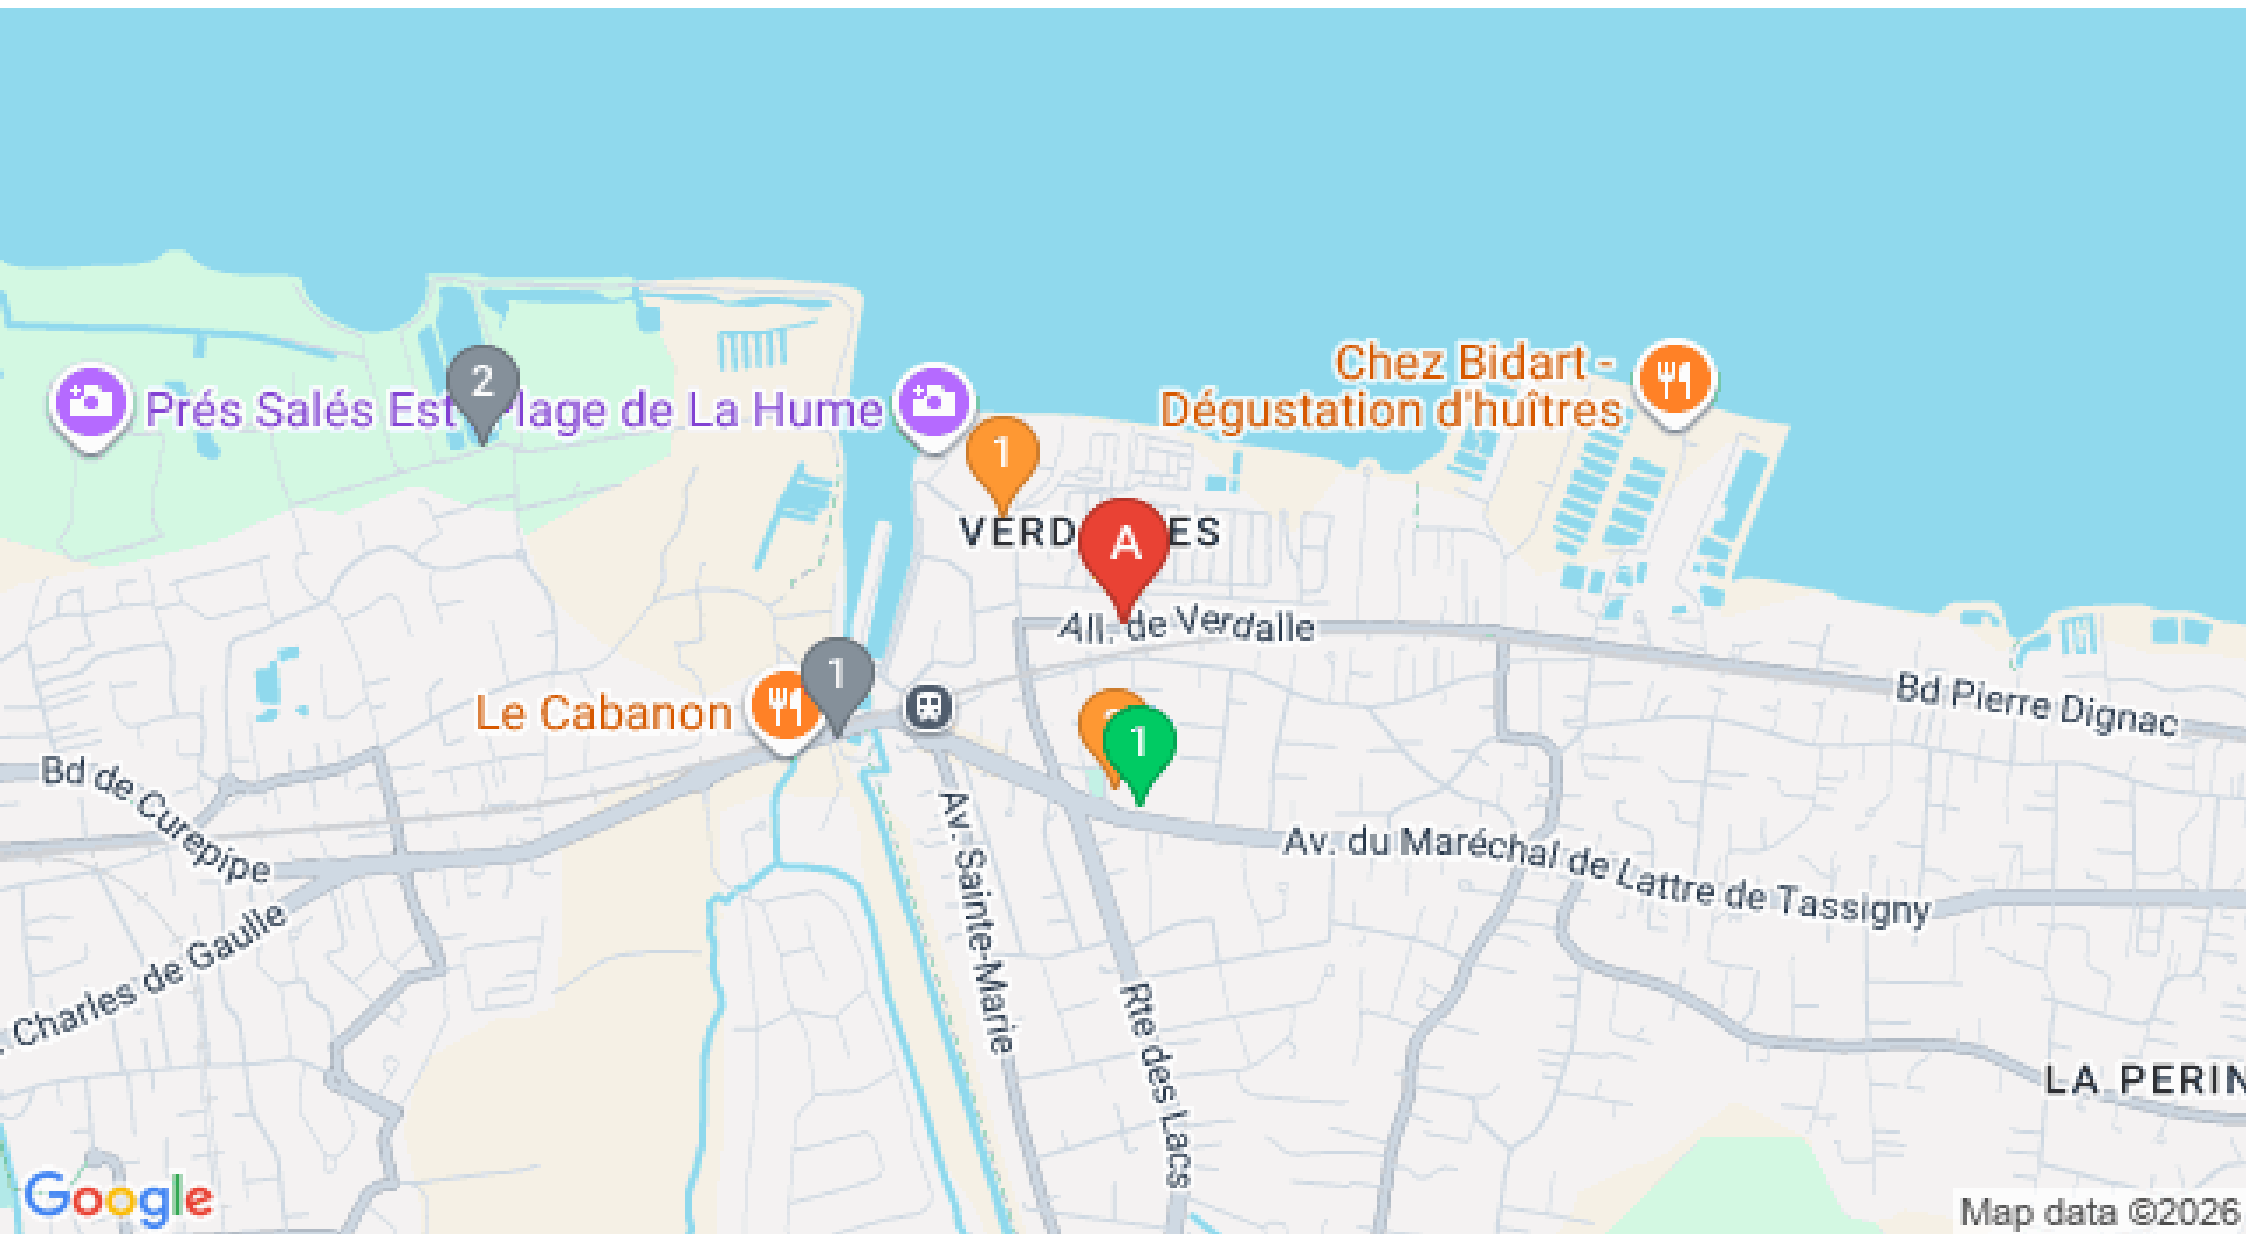 Chez Bidart -
Dégustation d'huîtres
2
Prés Salés Est
lage de La Hume
1
VERD ES
A
All. de Verdalle
1
Le Cabanon
Bd Pierre Dignac
1
Bd de Curepipe
Av. Sainte-Marie
Av. du Maréchal de Lattre de Tassigny
Charles de Gaulle
Rte des Lacs
LA PERIN
Google
Map data ©2026